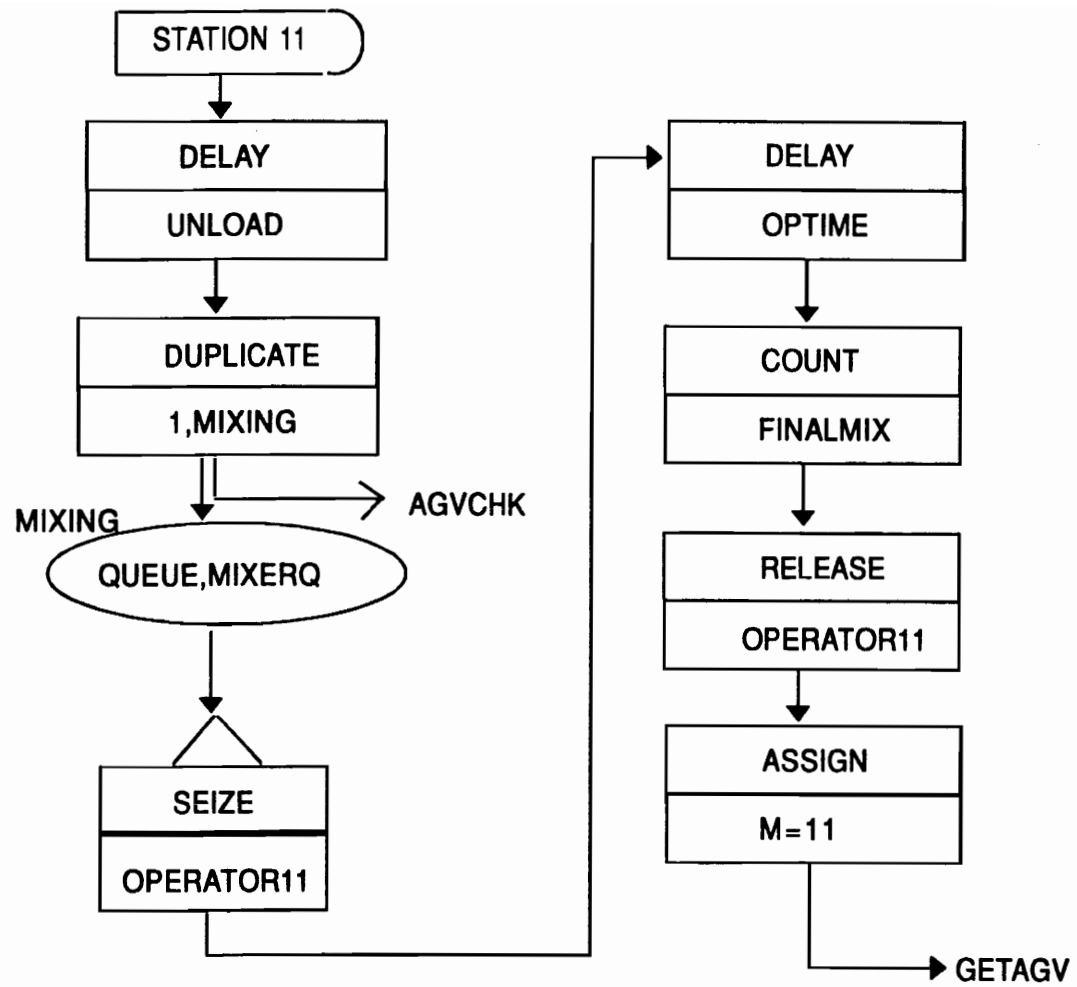 STATION 11
DELAY
UNLOAD
DUPLICATE
1,MIXING
AGVCHK
MIXING
QUEUE,MIXERQ
SEIZE
OPERATOR11
DELAY
OPTIME
COUNT
FINALMIX
RELEASE
OPERATOR11
ASSIGN
M=11
GETAGV